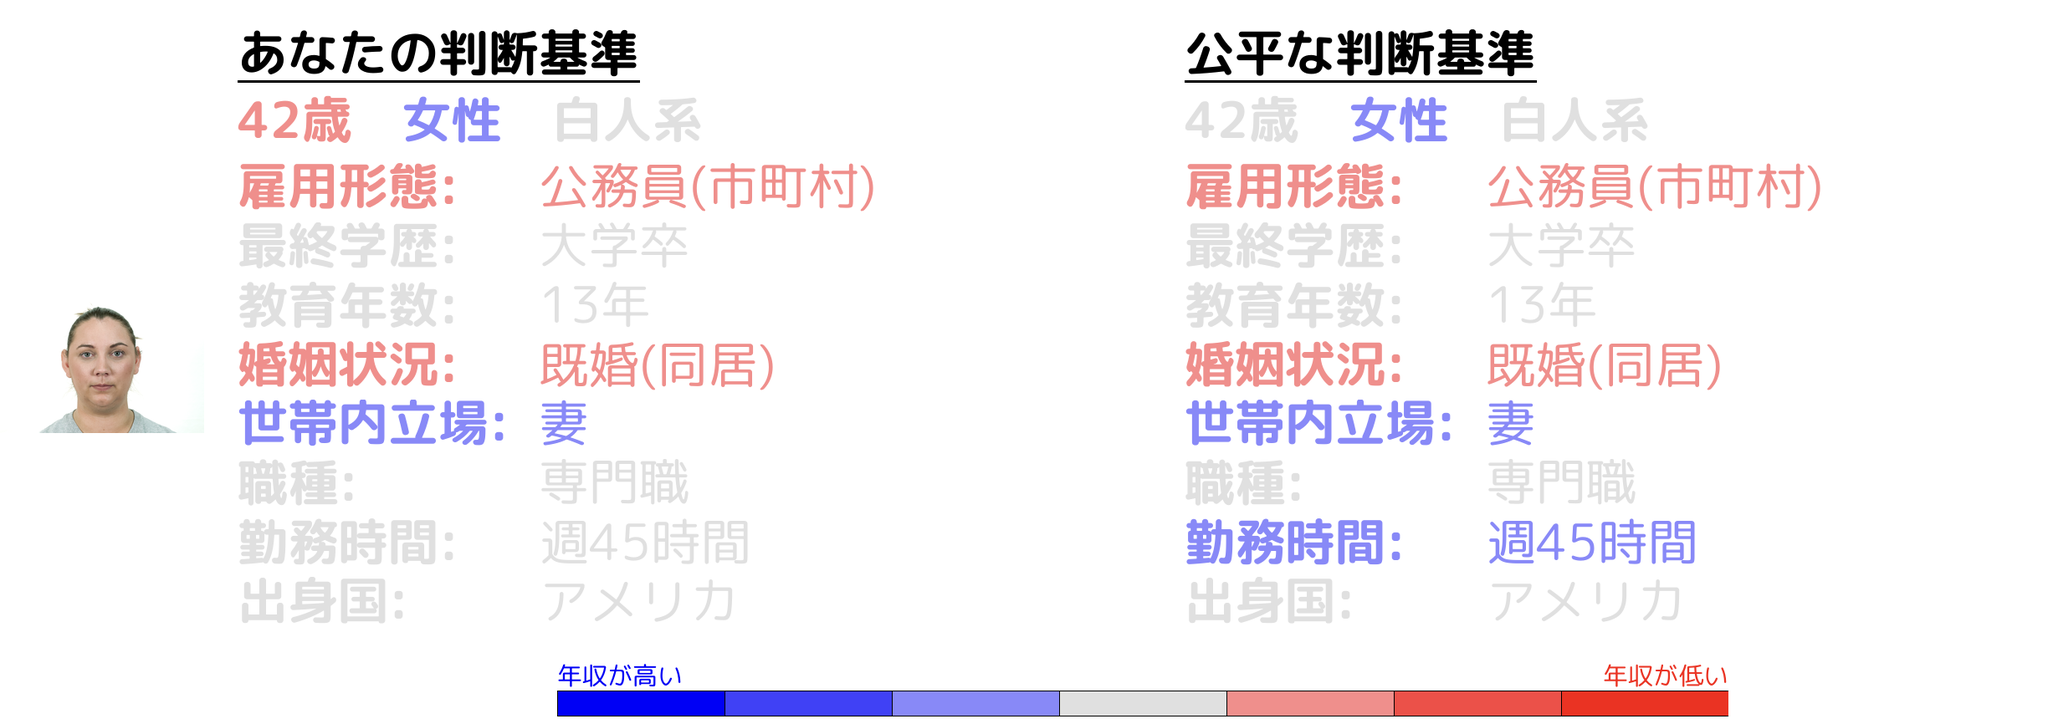 あなたの判断基準
42歳 女性 白人系
雇用形態: 公務員(市町村)
最終学歴: 大学卒
教育年数: 13年
婚姻状況: 既婚(同居)
世帯内立場: 妻
職種: 専門職
勤務時間: 週45時間
出身国: アメリカ
公平な判断基準
42歳 女性 白人系
雇用形態: 公務員(市町村)
最終学歴: 大学卒
教育年数: 13年
婚姻状況: 既婚(同居)
世帯内立場: 妻
職種: 専門職
勤務時間: 週45時間
出身国: アメリカ
年収が高い 年収が低い